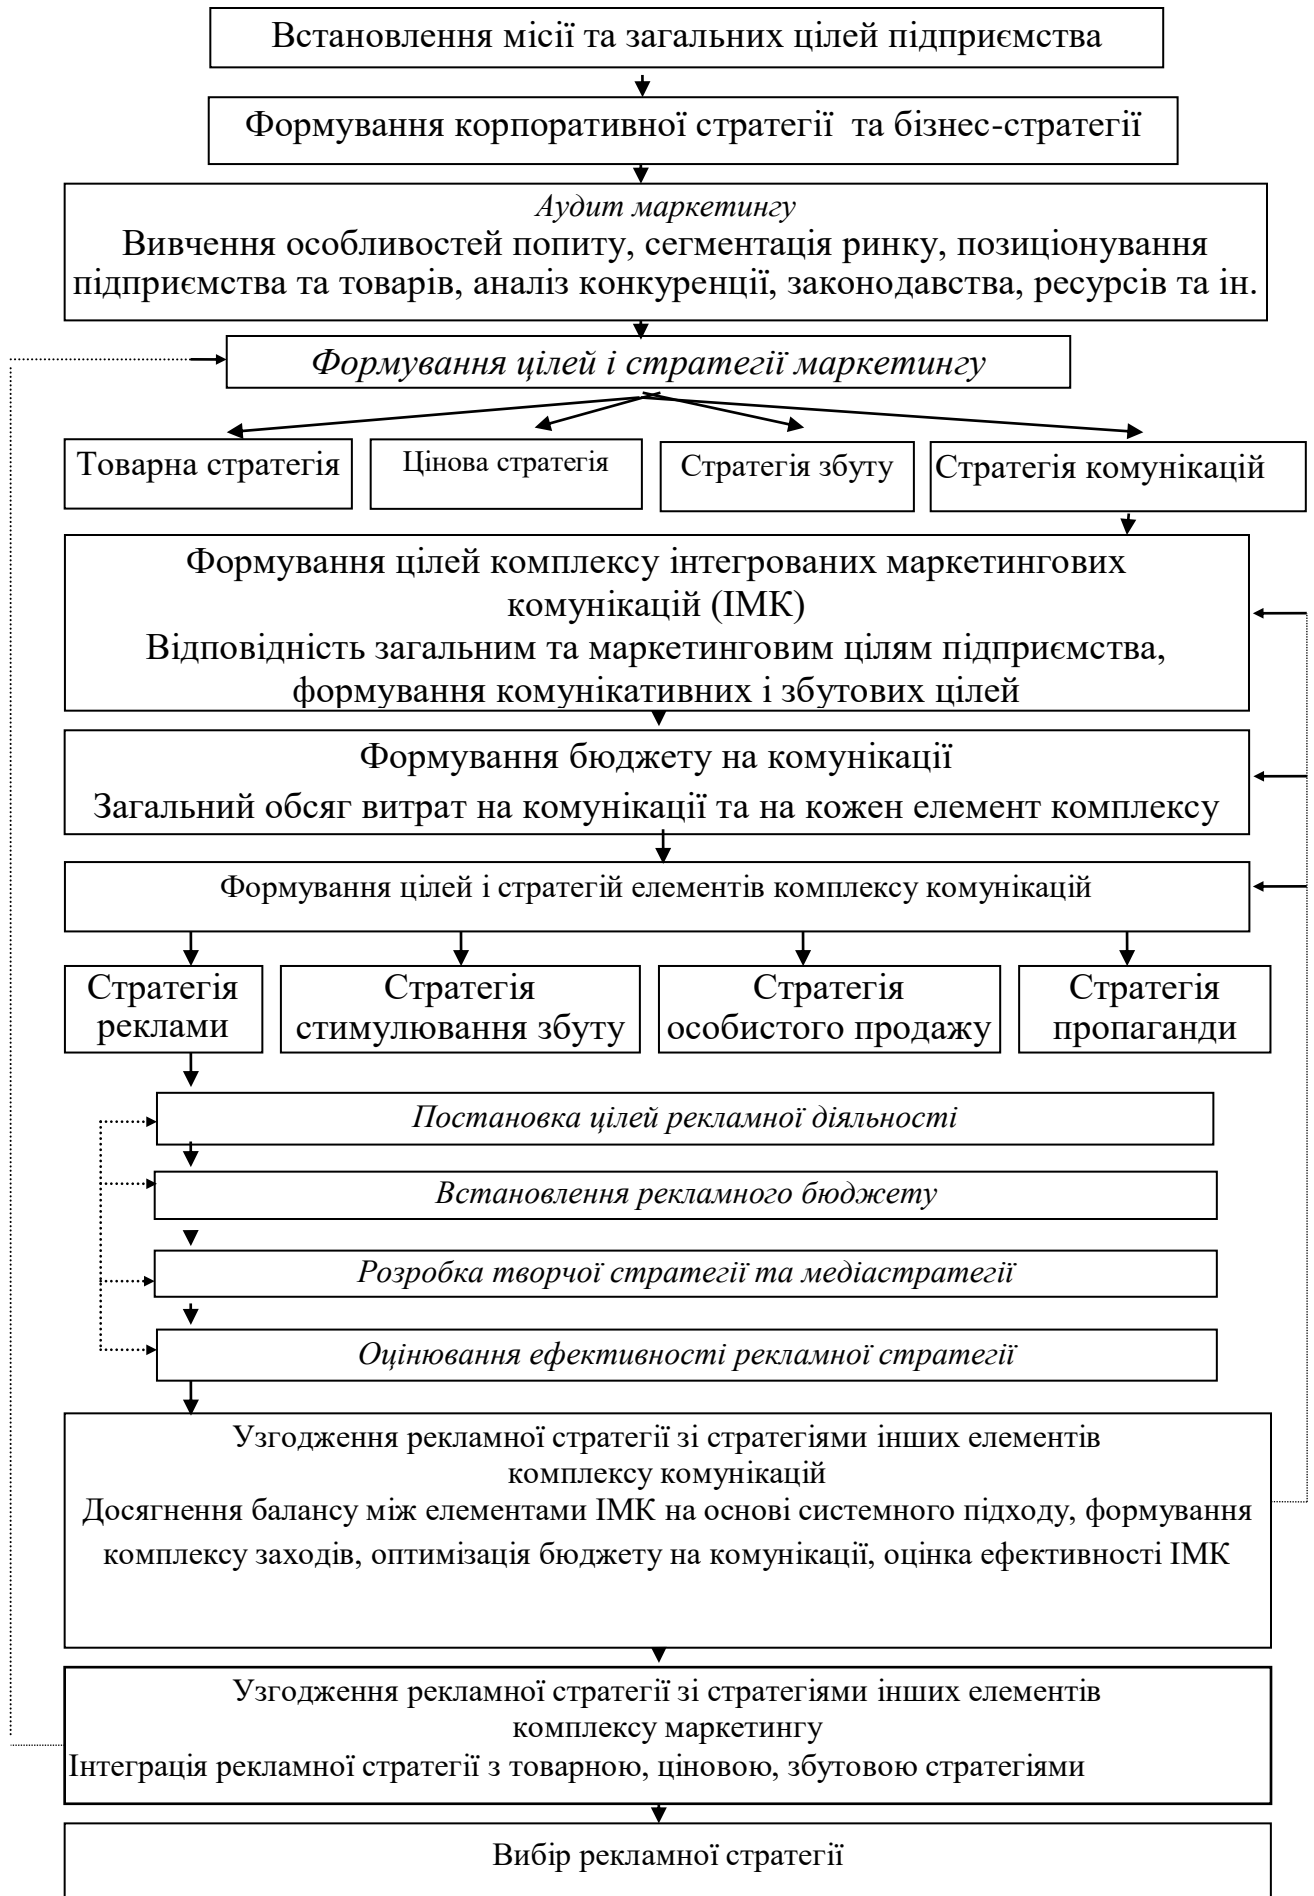 Встановлення місії та загальних цілей підприємства
Формування корпоративної стратегії та бізнес-стратегії
Аудит маркетингу
Вивчення особливостей попиту, сегментація ринку, позиціонування
підприємства та товарів, аналіз конкуренції, законодавства, ресурсів та ін.
Формування цілей і стратегії маркетингу
Товарна стратегія
Цінова стратегія
Стратегія збуту
Стратегія комунікацій
Формування цілей комплексу інтегрованих маркетингових
комунікацій (ІМК)
Відповідність загальним та маркетинговим цілям підприємства,
формування комунікативних і збутових цілей
Формування бюджету на комунікації
Загальний обсяг витрат на комунікації та на кожен елемент комплексу
Формування цілей і стратегій елементів комплексу комунікацій
Стратегія
реклами
Стратегія
стимулювання збуту
Стратегія
особистого продажу
Стратегія
пропаганди
Постановка цілей рекламної діяльності
Встановлення рекламного бюджету
Розробка творчої стратегії та медіастратегії
Оцінювання ефективності рекламної стратегії
Узгодження рекламної стратегії зі стратегіями інших елементів
комплексу комунікацій
Досягнення балансу між елементами ІМК на основі системного підходу, формування
комплексу заходів, оптимізація бюджету на комунікації, оцінка ефективності ІМК
Узгодження рекламної стратегії зі стратегіями інших елементів
комплексу маркетингу
Інтеграція рекламної стратегії з товарною, ціновою, збутовою стратегіями
Вибір рекламної стратегії